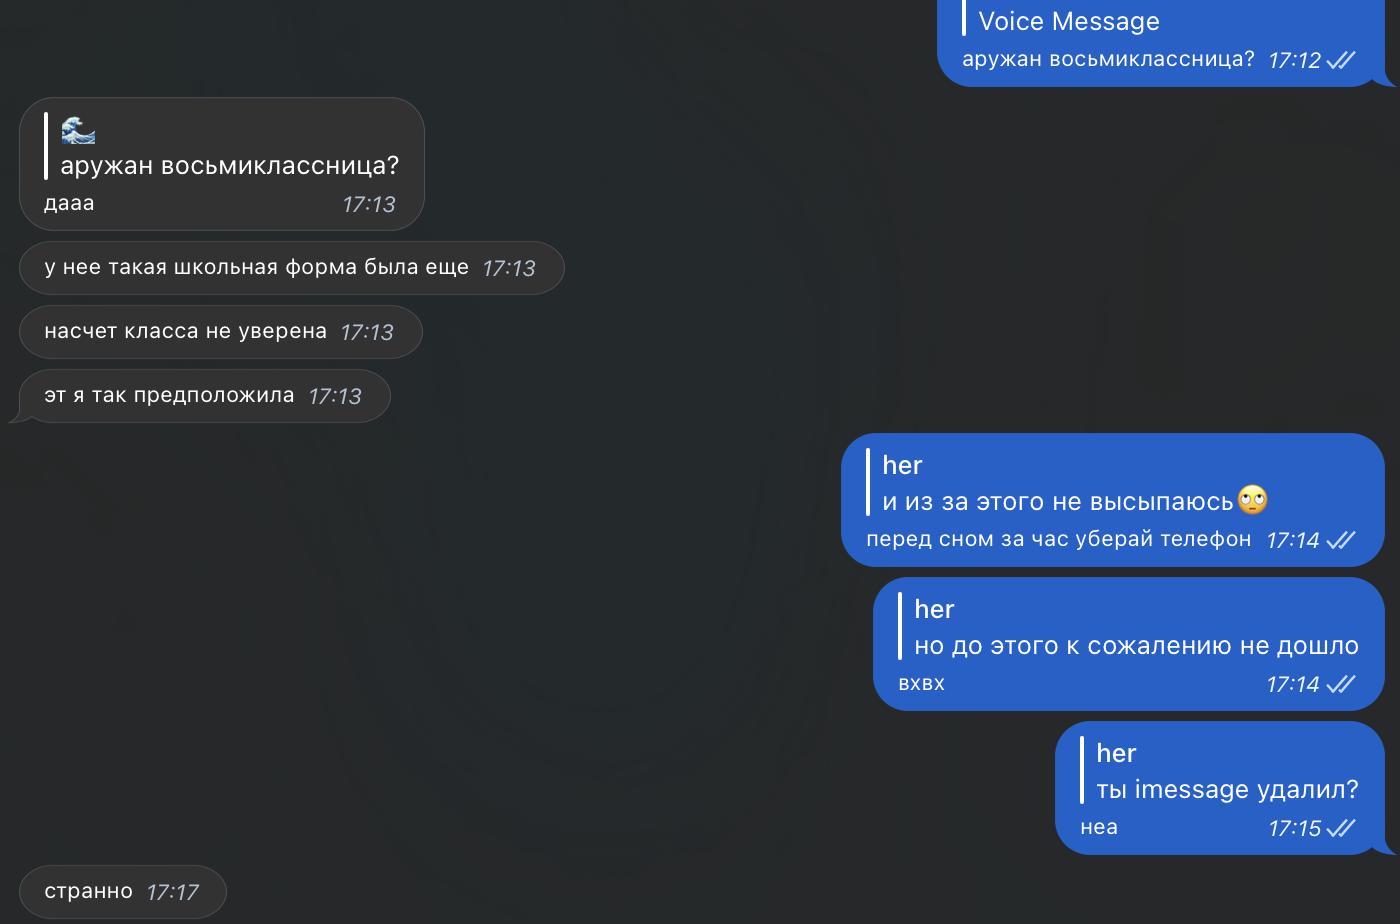 Voice Message
аружан восьмиклассница? 17:12
🌊
аружан восьмиклассница?
дааа 17:13
у нее такая школьная форма была еще 17:13
насчет класса не уверена 17:13
эт я так предположила 17:13
her
и из за этого не высыпаюсь🙄
перед сном за час уберай телефон 17:14
her
но до этого к сожалению не дошло
вхвх 17:14
her
ты imessage удалил?
неа 17:15
странно 17:17